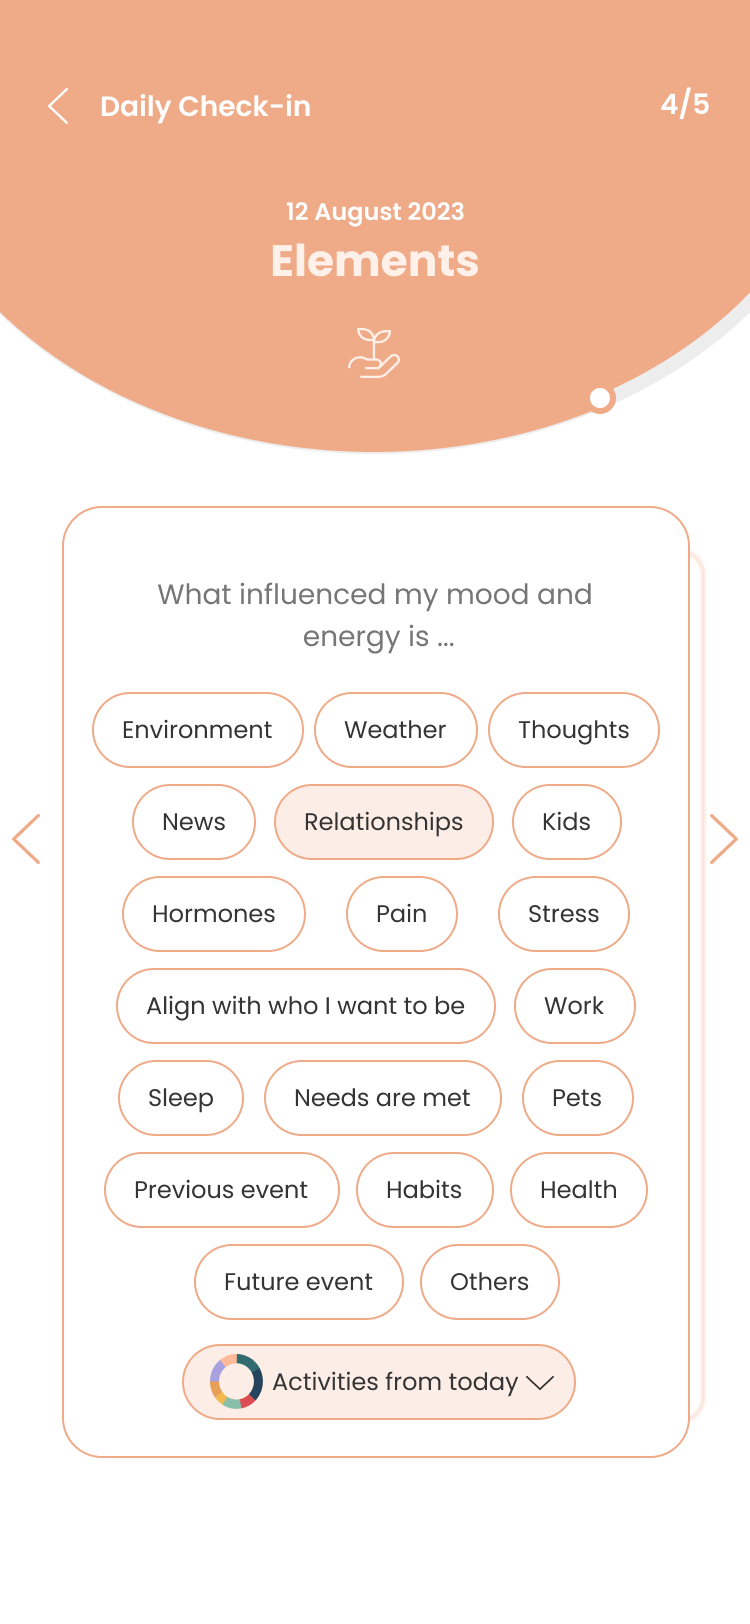 Daily Check-in 4/5
12 August 2023
Elements
What influenced my mood and
energy is ...
Environment Weather Thoughts
News Relationships Kids
Hormones Pain Stress
Align with who I want to be Work
Sleep Needs are met Pets
Previous event Habits Health
Future event Others
Activities from today